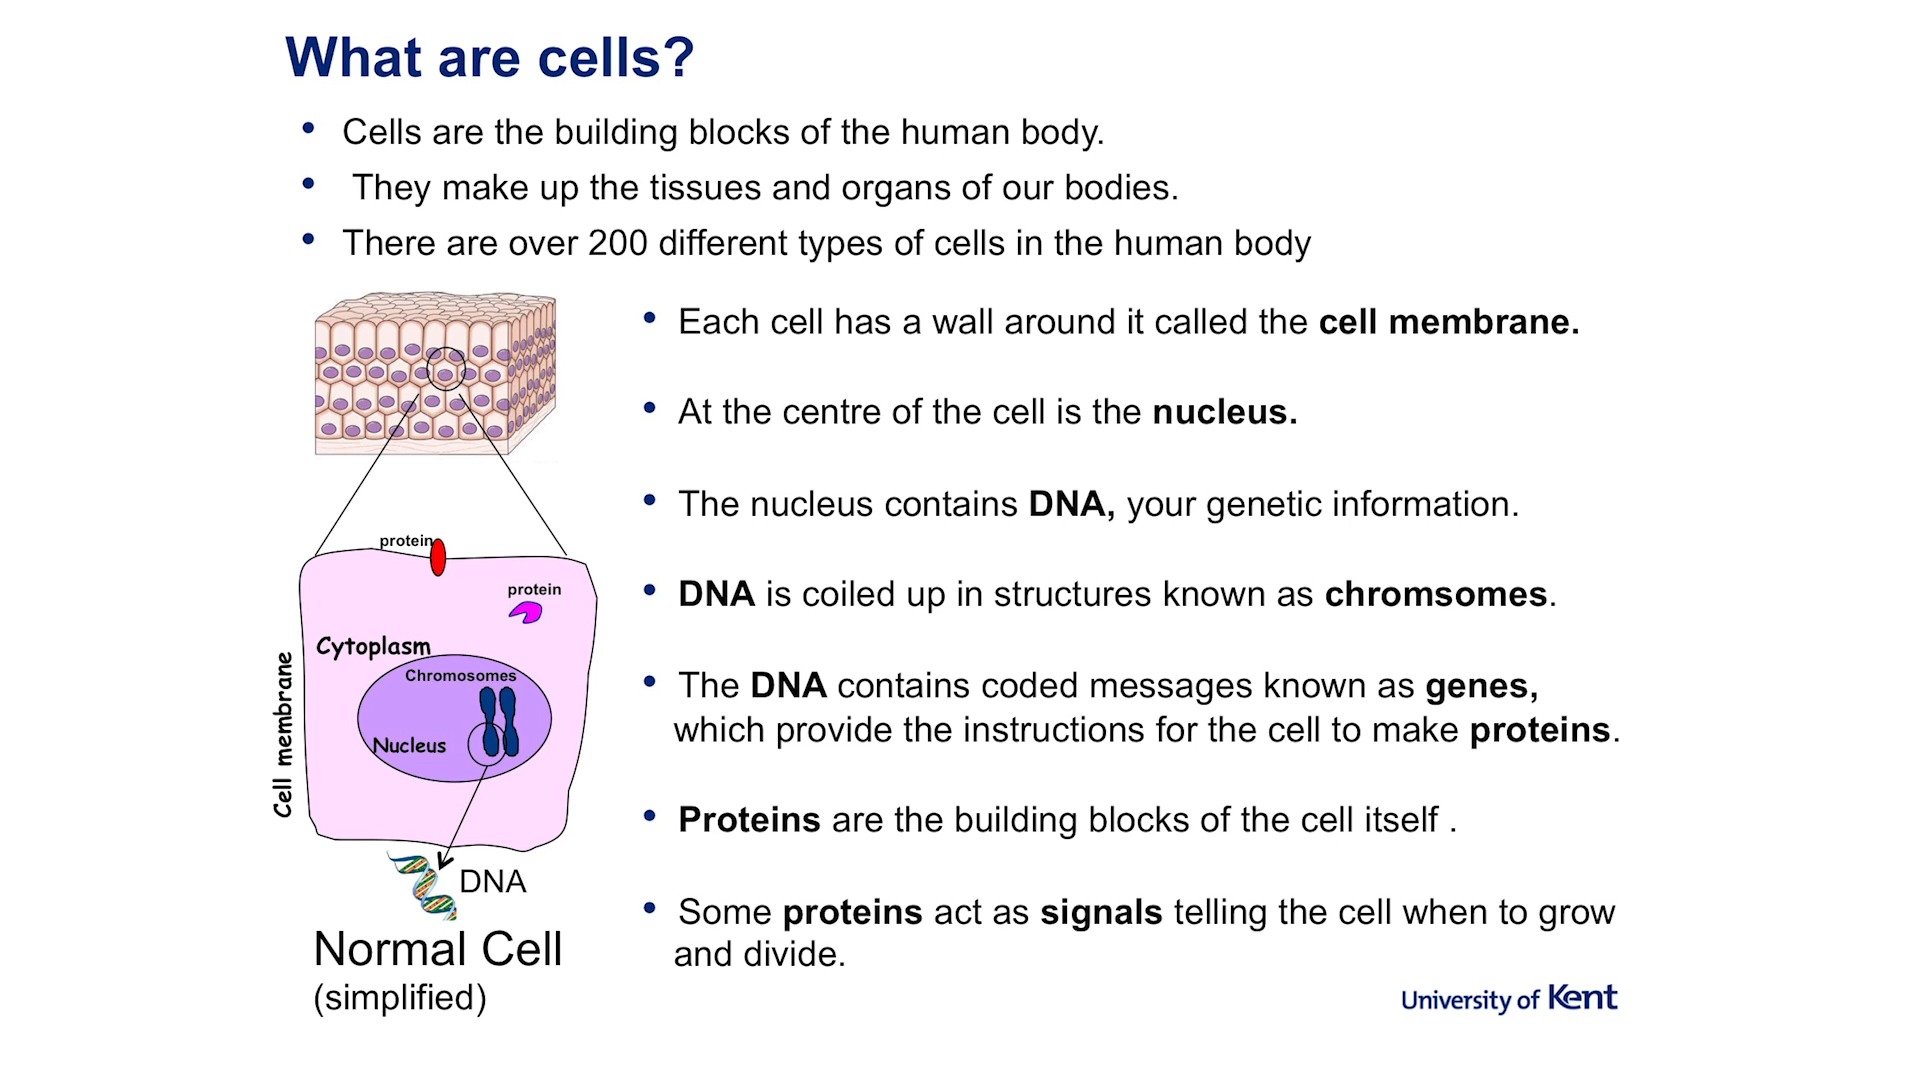 What are cells?
• Cells are the building blocks of the human body.
• They make up the tissues and organs of our bodies.
• There are over 200 different types of cells in the human body
• Each cell has a wall around it called the cell membrane.
• At the centre of the cell is the nucleus.
• The nucleus contains DNA, your genetic information.
• DNA is coiled up in structures known as chromsomes.
• The DNA contains coded messages known as genes,
which provide the instructions for the cell to make proteins.
• Proteins are the building blocks of the cell itself .
• Some proteins act as signals telling the cell when to grow
and divide.
protein
protein
Cytoplasm
Chromosomes
Nucleus
Cell membrane
DNA
Normal Cell
(simplified)
University of Kent